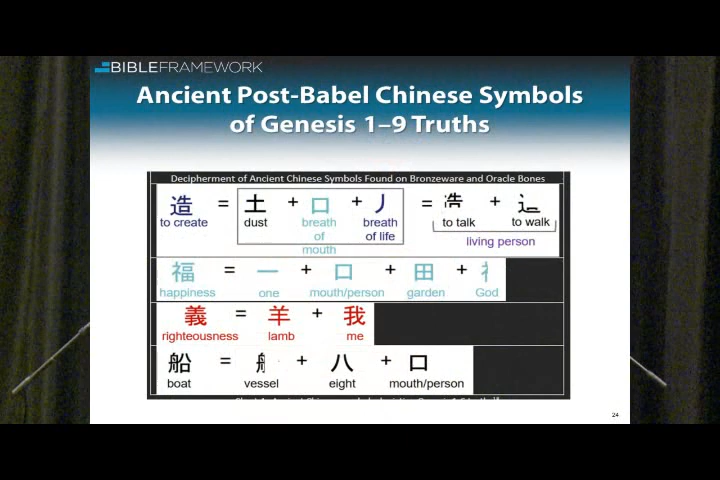 BIBLEFRAMEWORK
Ancient Post-Babel Chinese Symbols
of Genesis 1–9 Truths
Decipherment of Ancient Chinese Symbols Found on Bronzeware and Oracle Bones
造 = 土 + 口 + 丿 = 告 + 辶
to create dust breath of mouth breath of life to talk to walk
living person
福 = 一 + 口 + 田 + 礻
happiness one mouth/person garden God
義 = 羊 + 我
righteousness lamb me
船 = 舟 + 八 + 口
boat vessel eight mouth/person
24